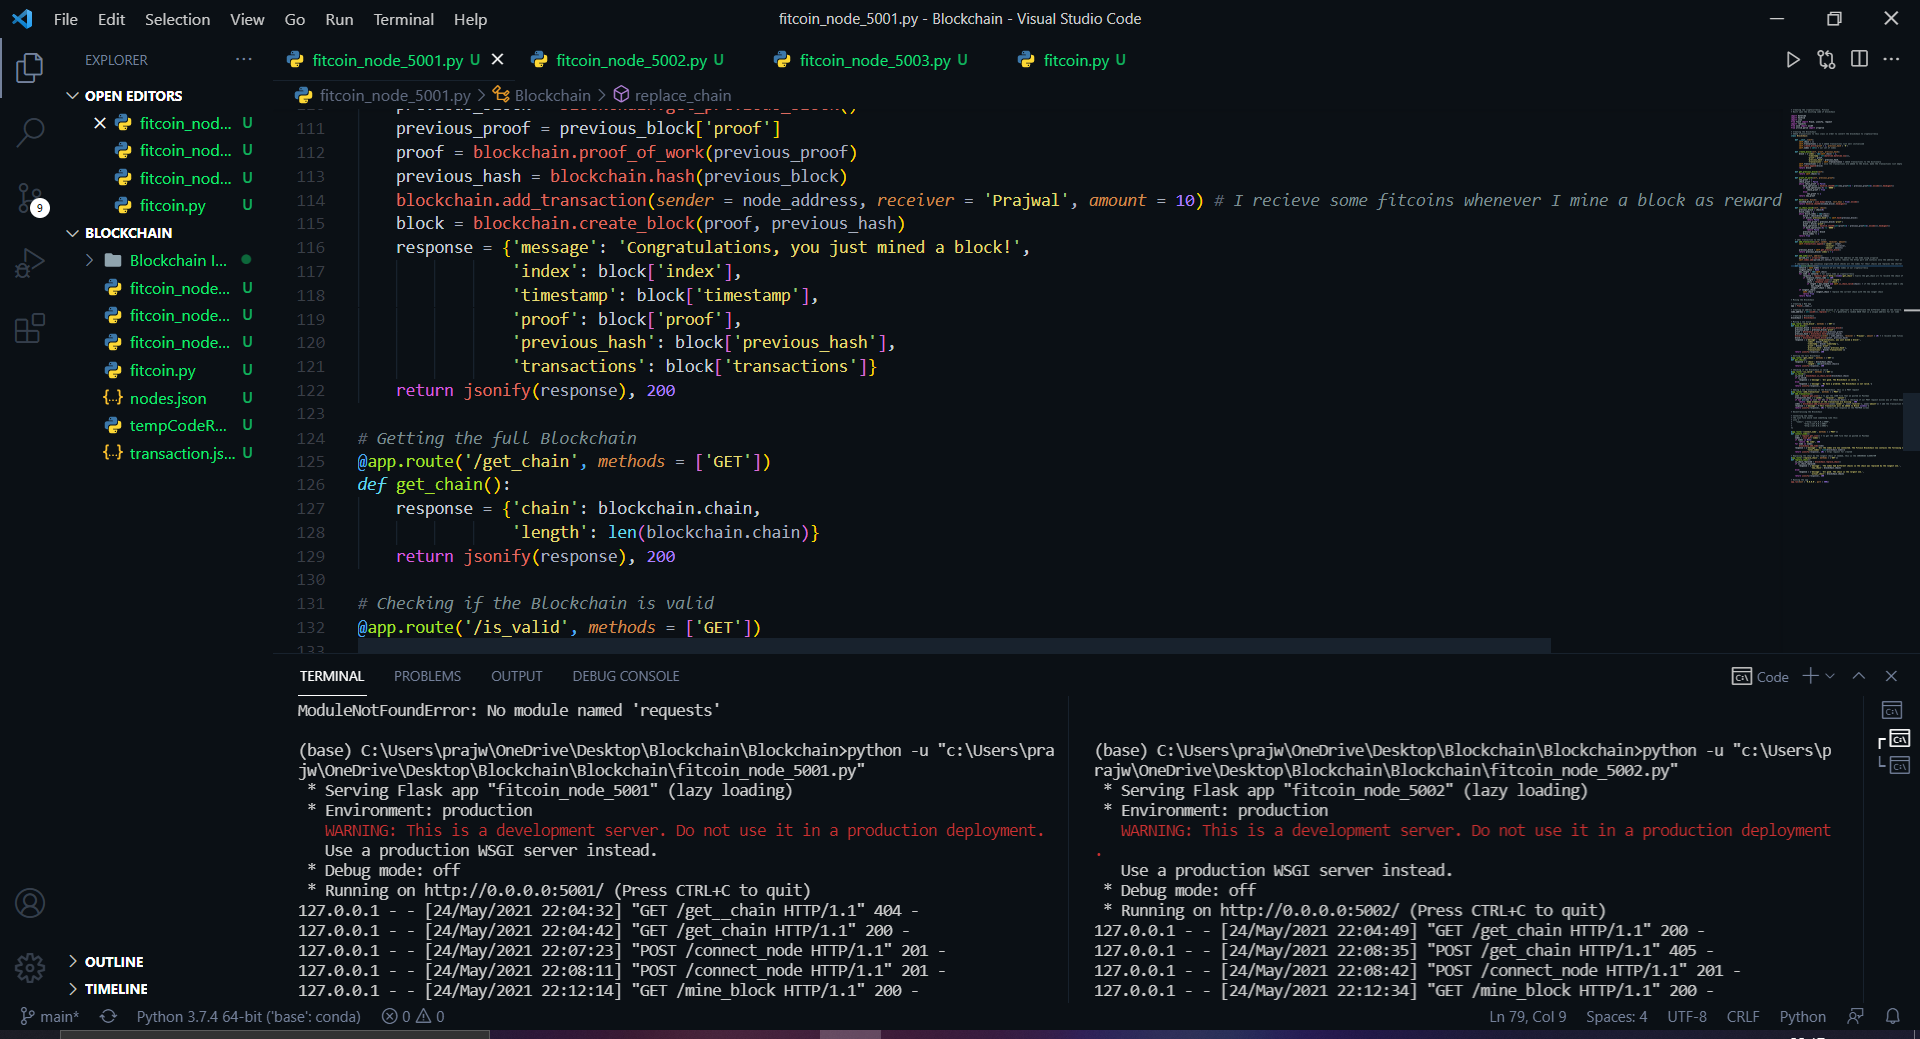 File Edit Selection View Go Run Terminal Help
fitcoin_node_5001.py - Blockchain - Visual Studio Code
EXPLORER
fitcoin_node_5001.py U
fitcoin_node_5002.py U
fitcoin_node_5003.py U
fitcoin.py U
OPEN EDITORS
fitcoin_nod... U
fitcoin_nod... U
fitcoin_nod... U
fitcoin.py U
9
BLOCKCHAIN
Blockchain I...
fitcoin_node... U
fitcoin_node... U
fitcoin_node... U
fitcoin.py U
{..} nodes.json U
tempCodeR... U
{..} transaction.js... U
OUTLINE
TIMELINE
fitcoin_node_5001.py > Blockchain > replace_chain
111 previous_proof = previous_block['proof']
112 proof = blockchain.proof_of_work(previous_proof)
113 previous_hash = blockchain.hash(previous_block)
114 blockchain.add_transaction(sender = node_address, receiver = 'Prajwal', amount = 10) # I recieve some fitcoins whenever I mine a block as reward
115 block = blockchain.create_block(proof, previous_hash)
116 response = {'message': 'Congratulations, you just mined a block!',
117 'index': block['index'],
118 'timestamp': block['timestamp'],
119 'proof': block['proof'],
120 'previous_hash': block['previous_hash'],
121 'transactions': block['transactions']}
122 return jsonify(response), 200
123
124 # Getting the full Blockchain
125 @app.route('/get_chain', methods = ['GET'])
126 def get_chain():
127 response = {'chain': blockchain.chain,
128 'length': len(blockchain.chain)}
129 return jsonify(response), 200
130
131 # Checking if the Blockchain is valid
132 @app.route('/is_valid', methods = ['GET'])
133
TERMINAL PROBLEMS OUTPUT DEBUG CONSOLE
Code
ModuleNotFoundError: No module named 'requests'
(base) C:\Users\prajw\OneDrive\Desktop\Blockchain\Blockchain>python -u "c:\Users\pra
jw\OneDrive\Desktop\Blockchain\Blockchain\fitcoin_node_5001.py"
* Serving Flask app "fitcoin_node_5001" (lazy loading)
* Environment: production
WARNING: This is a development server. Do not use it in a production deployment.
Use a production WSGI server instead.
* Debug mode: off
* Running on http://0.0.0.0:5001/ (Press CTRL+C to quit)
127.0.0.1 - - [24/May/2021 22:04:32] "GET /get__chain HTTP/1.1" 404 -
127.0.0.1 - - [24/May/2021 22:04:42] "GET /get_chain HTTP/1.1" 200 -
127.0.0.1 - - [24/May/2021 22:07:23] "POST /connect_node HTTP/1.1" 201 -
127.0.0.1 - - [24/May/2021 22:08:11] "POST /connect_node HTTP/1.1" 201 -
127.0.0.1 - - [24/May/2021 22:12:14] "GET /mine_block HTTP/1.1" 200 -
(base) C:\Users\prajw\OneDrive\Desktop\Blockchain\Blockchain>python -u "c:\Users\p
rajw\OneDrive\Desktop\Blockchain\Blockchain\fitcoin_node_5002.py"
* Serving Flask app "fitcoin_node_5002" (lazy loading)
* Environment: production
WARNING: This is a development server. Do not use it in a production deployment
.
Use a production WSGI server instead.
* Debug mode: off
* Running on http://0.0.0.0:5002/ (Press CTRL+C to quit)
127.0.0.1 - - [24/May/2021 22:04:49] "GET /get_chain HTTP/1.1" 200 -
127.0.0.1 - - [24/May/2021 22:08:35] "POST /get_chain HTTP/1.1" 405 -
127.0.0.1 - - [24/May/2021 22:08:42] "POST /connect_node HTTP/1.1" 201 -
127.0.0.1 - - [24/May/2021 22:12:34] "GET /mine_block HTTP/1.1" 200 -
main* Python 3.7.4 64-bit ('base': conda) 0 0
Ln 79, Col 9 Spaces: 4 UTF-8 CRLF Python